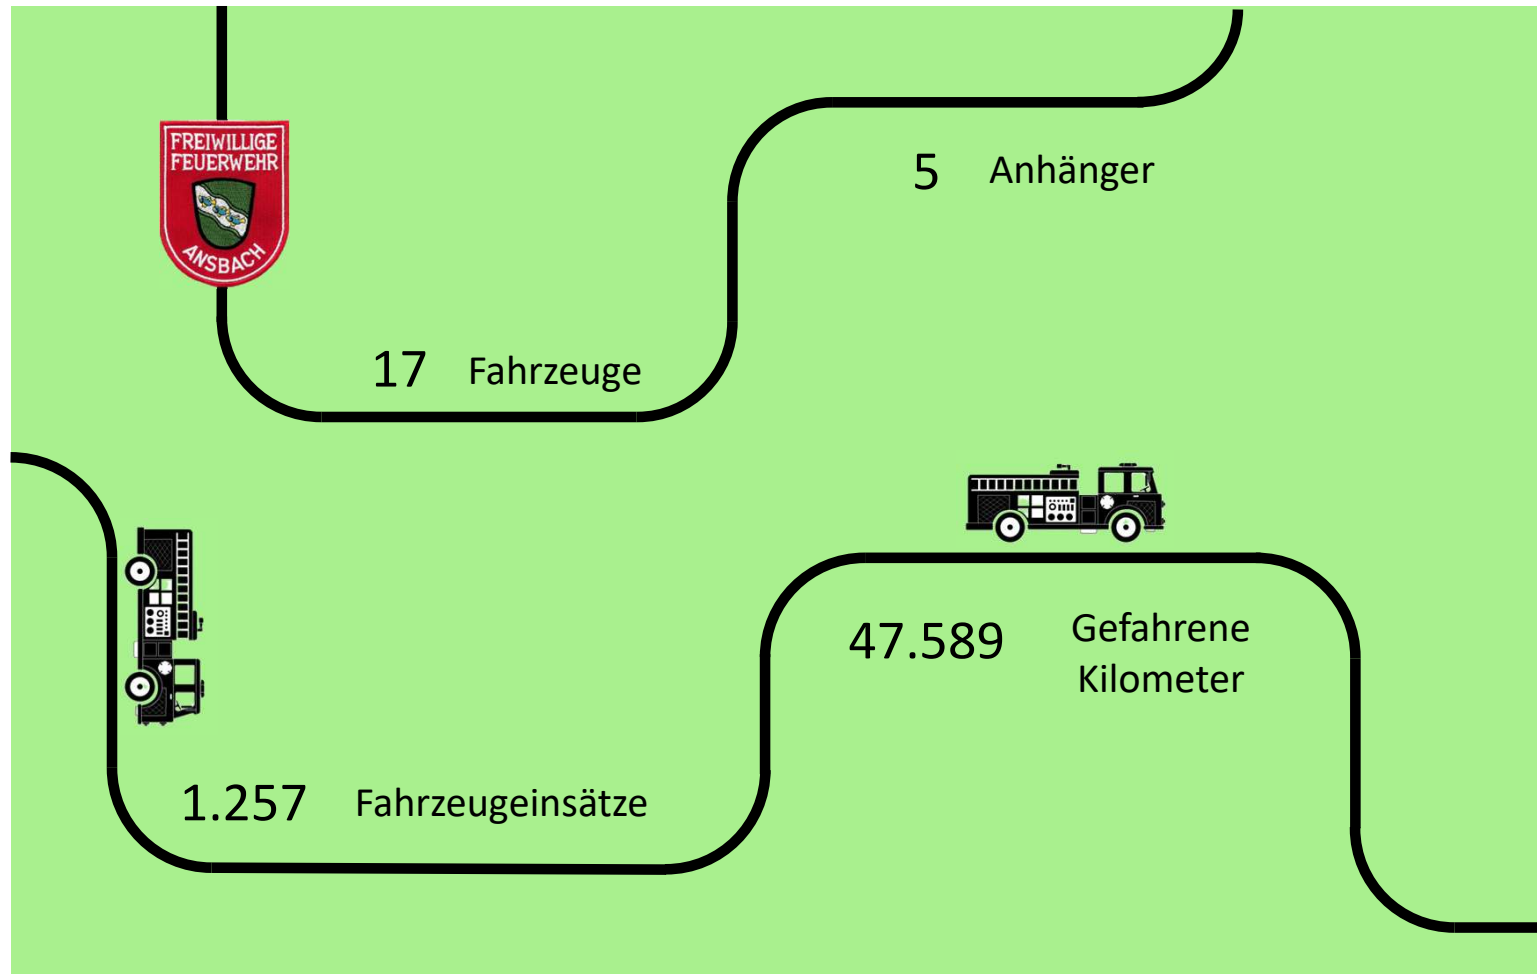 FREIWILLIGE
FEUERWEHR
ANSBACH
5 Anhänger
17 Fahrzeuge
47.589 Gefahrene
Kilometer
1.257 Fahrzeugeinsätze